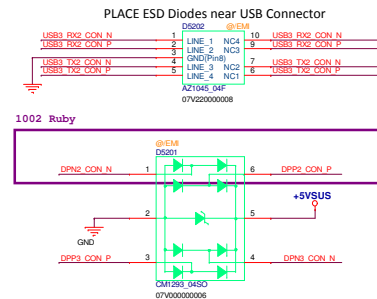 PLACE ESD Diodes near USB Connector
D5202 @/EMI
USB3_RX2_CON_N 1 LINE_1 NC4 10 USB3_RX2_CON_N
USB3_RX2_CON_P 2 LINE_2 NC3 9 USB3_RX2_CON_P
3 GND(Pin8)
USB3_TX2_CON_N 4 LINE_3 NC2 7 USB3_TX2_CON_N
USB3_TX2_CON_P 5 LINE_4 NC1 6 USB3_TX2_CON_P
AZ1045_04F
07V220000008
1002 Ruby
@/EMI
D5201
DPN2_CON_N 1 6 DPP2_CON_P
+5VSUS
2 5
GND
DPP3_CON_P 3 4 DPN3_CON_N
CM1293_04SO
07V000000006